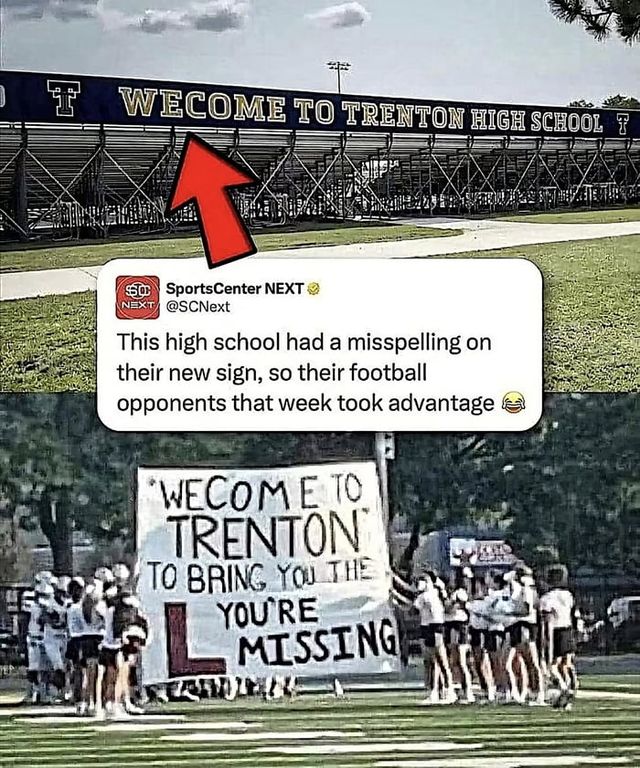 T WECOME TO TRENTON HIGH SCHOOL T
SC NEXT
SportsCenter NEXT
@SCNext
This high school had a misspelling on
their new sign, so their football
opponents that week took advantage 😂
"WECOME TO
TRENTON"
TO BRING YOU THE
L YOU'RE
MISSING